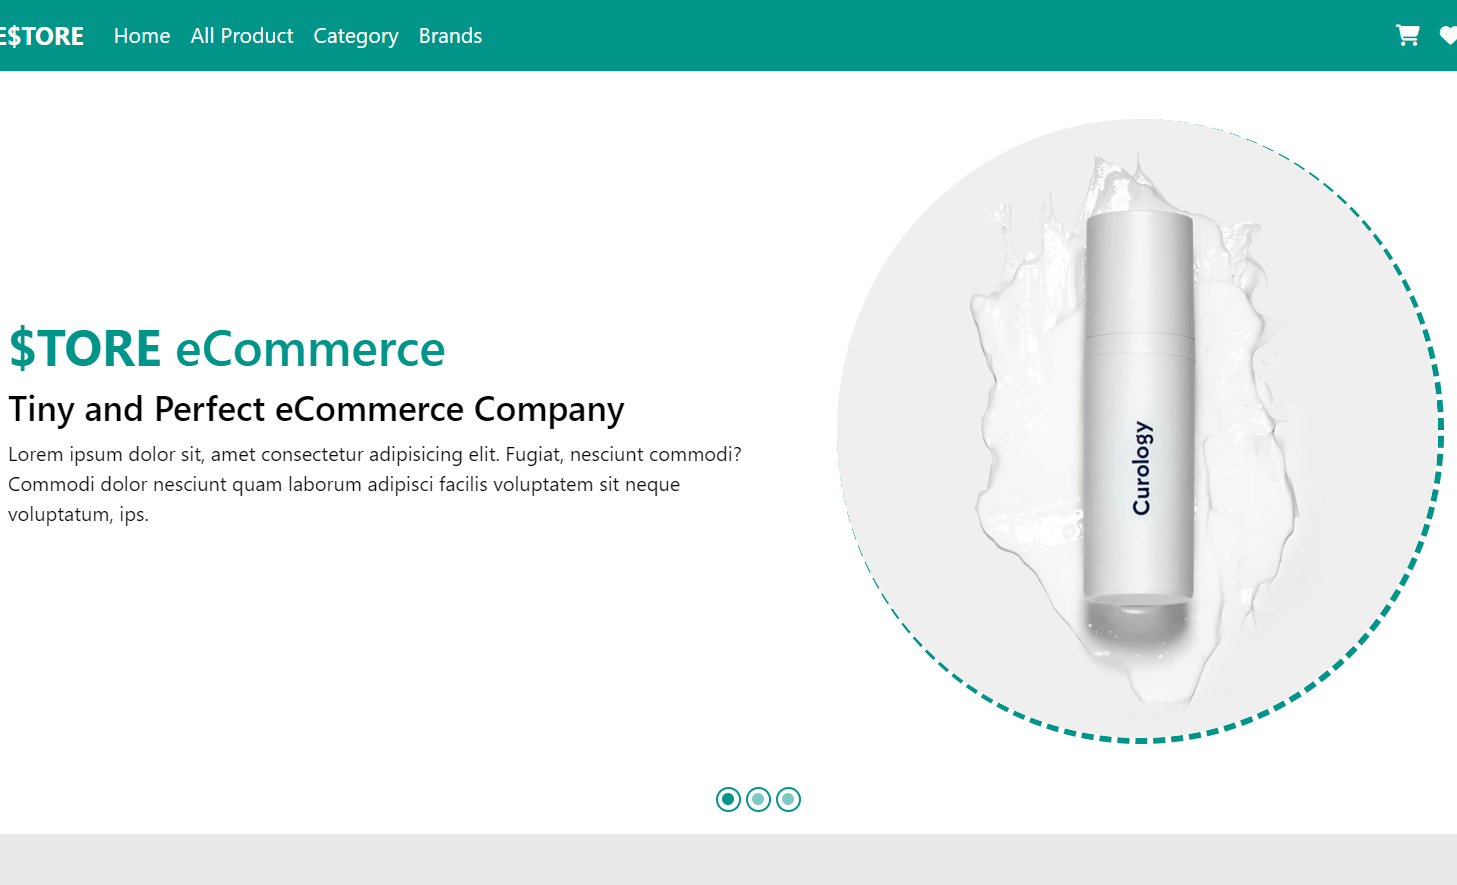 E$TORE Home All Product Category Brands
$TORE eCommerce
Tiny and Perfect eCommerce Company
Lorem ipsum dolor sit, amet consectetur adipisicing elit. Fugiat, nesciunt commodi?
Commodi dolor nesciunt quam laborum adipisci facilis voluptatem sit neque
voluptatum, ips.
Curology